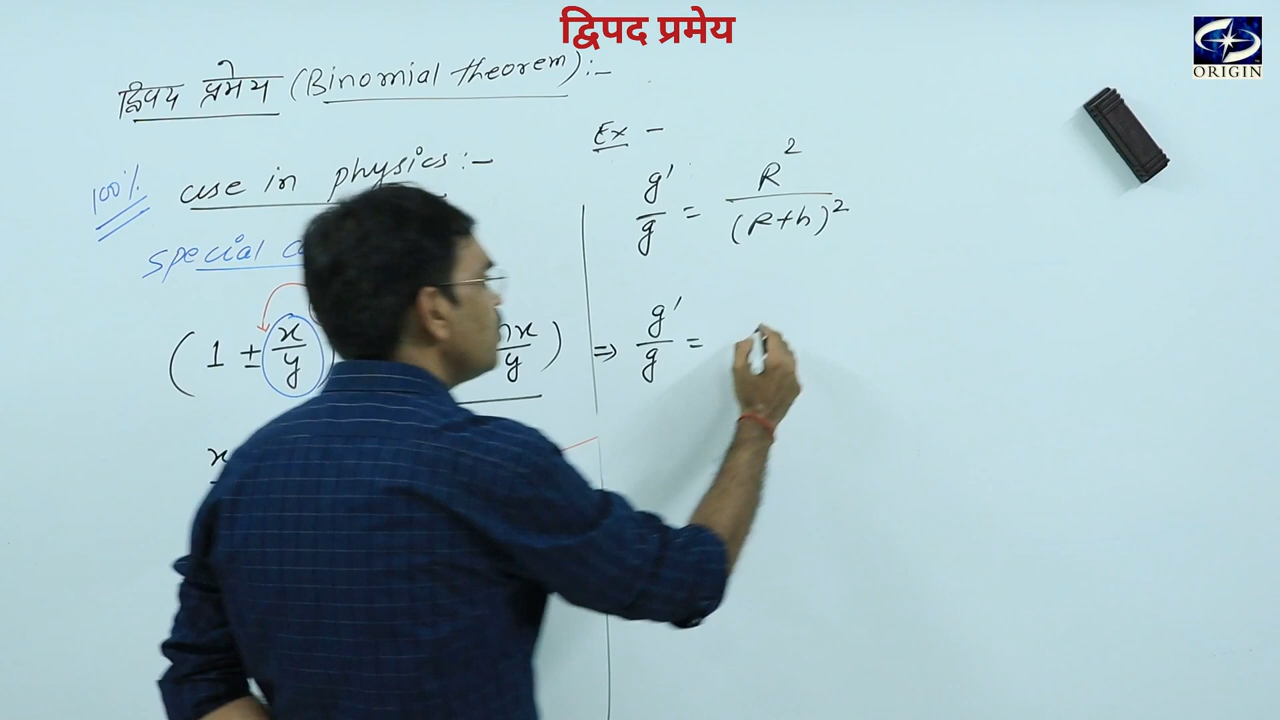 द्विपद प्रमेय
ORIGIN
द्विपद प्रमेय (Binomial theorem) :-
100%
use in physics :-
special
(1 ± x/y
nx/y)
x
Ex -
g'/g = R²/(R+h)²
⇒ g'/g =